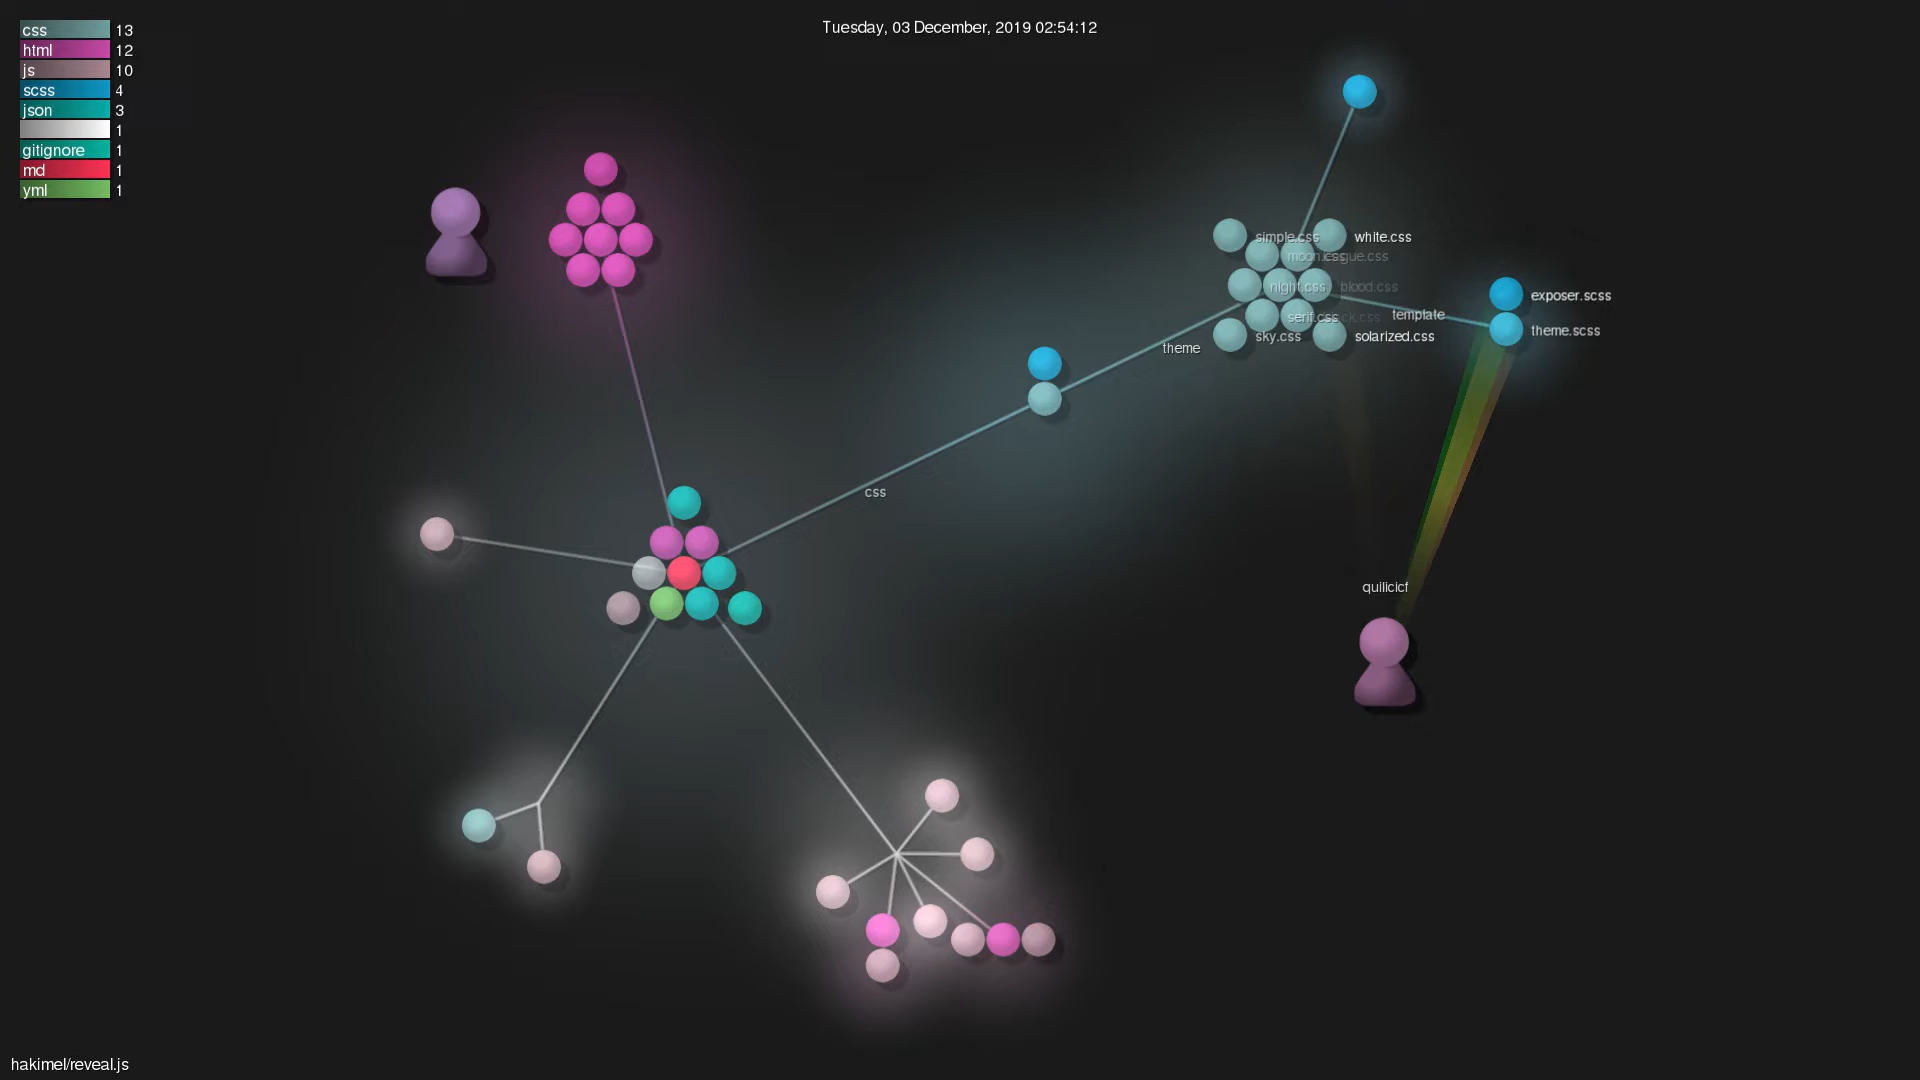 css 13
html 12
js 10
scss 4
json 3
1
gitignore 1
md 1
yml 1
Tuesday, 03 December, 2019 02:54:12
simple.css
white.css
moon.css
night.css
blood.css
exposer.scss
template
serif.css
theme.scss
sky.css
solarized.css
theme
css
quilicicf
hakimel/reveal.js